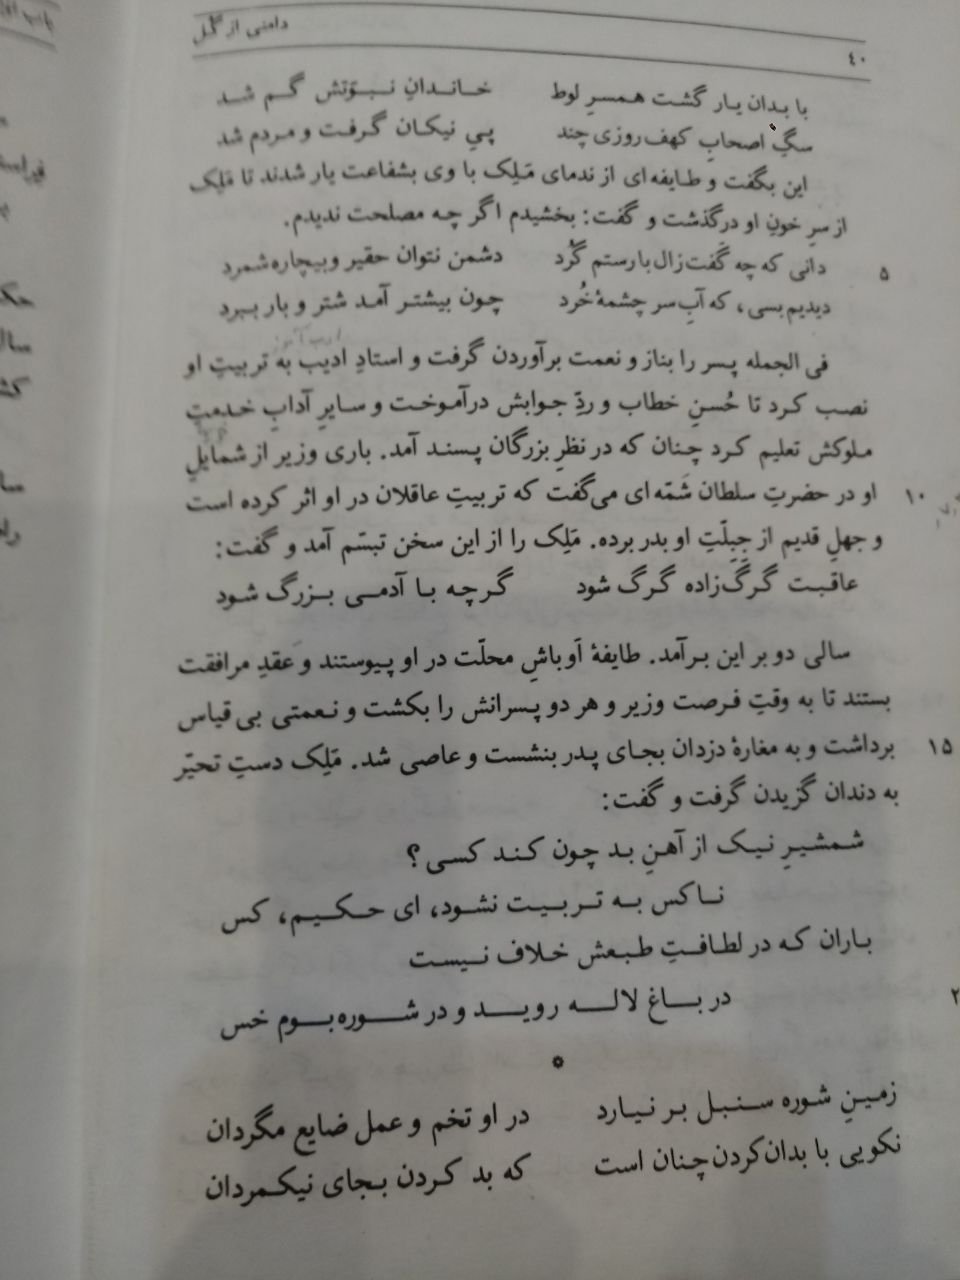 دامنی از گل
۴۰
با بدان یار گشت همسرِ لوط خاندانِ نبوّتش گم شد
سگِ اصحابِ کهف روزی چند پیِ نیکان گرفت و مردم شد
این بگفت و طایفه‌ای از ندمای مَلِک با وی بشفاعت یار شدند تا مَلِک
از سرِ خونِ او درگذشت و گفت: بخشیدم اگر چه مصلحت ندیدم.
دانی که چه گفت زال با رستم گُرد دشمن نتوان حقیر و بیچاره شمرد
۵
دیدیم بسی، که آبِ سر چشمهٔ خُرد چون بیشتر آمد شتر و بار ببرد
فی الجمله پسر را بناز و نعمت برآوردن گرفت و استادِ ادیب به تربیتِ او
نصب کرد تا حُسنِ خطاب و ردِّ جوابش درآموخت و سایرِ آدابِ خدمتِ
ملوکش تعلیم کرد چنان که در نظرِ بزرگان پسند آمد. باری وزیر از شمایلِ
او در حضرتِ سلطان شَمّه‌ای می‌گفت که تربیتِ عاقلان در او اثر کرده است
۱۰
و جهلِ قدیم از جِبِلّتِ او بدر برده. مَلِک را از این سخن تبسّم آمد و گفت:
عاقبت گرگ‌زاده گرگ شود گرچه با آدمی بزرگ شود
سالی دو بر این برآمد. طایفهٔ اَوباشِ محلّت در او پیوستند و عَقدِ مرافقت
بستند تا به وقتِ فرصت وزیر و هر دو پسرانش را بکشت و نعمتی بی قیاس
برداشت و به مغارهٔ دزدان بجای پدر بنشست و عاصی شد. مَلِک دستِ تحیّر
۱۵
به دندان گزیدن گرفت و گفت:
شمشیرِ نیک از آهنِ بد چون کند کسی؟
ناکس به تربیت نشود، ای حکیم، کس
باران که در لطافتِ طبعش خلاف نیست
در باغ لاله روید و در شوره‌بوم خس
زمینِ شوره سنبل بر نیارد در او تخم و عمل ضایع مگردان
نکویی با بدان کردن چنان است که بد کردن بجای نیکمردان